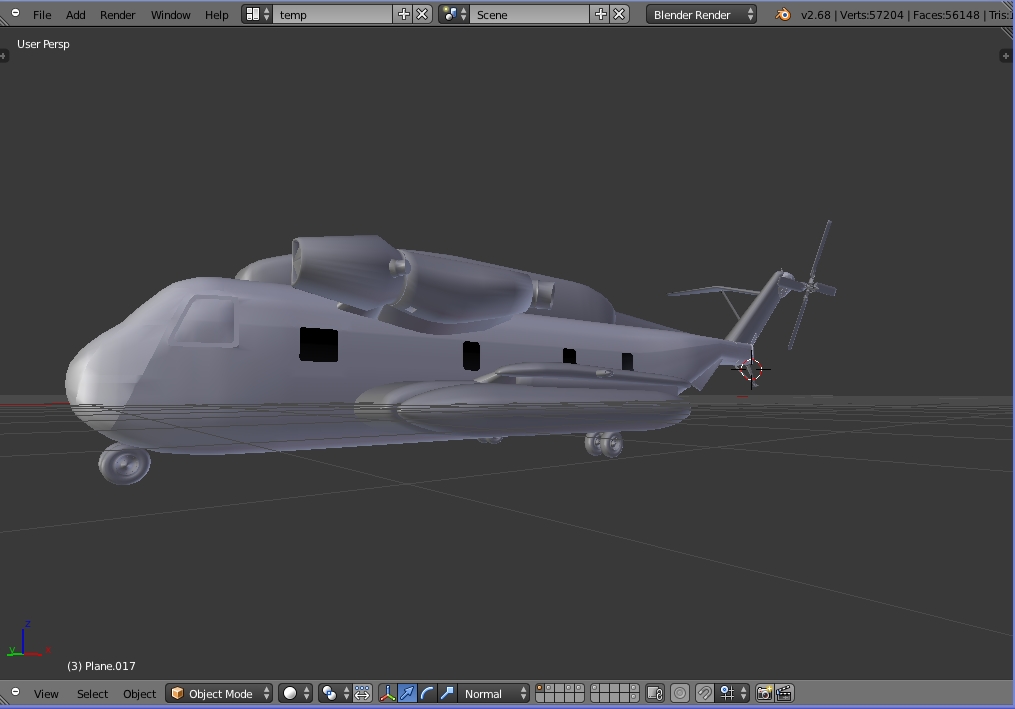 File Add Render Window Help temp Scene Blender Render v2.68 | Verts:57204 | Faces:56148 | Tris:
User Persp
z
y x
(3) Plane.017
View Select Object Object Mode Normal